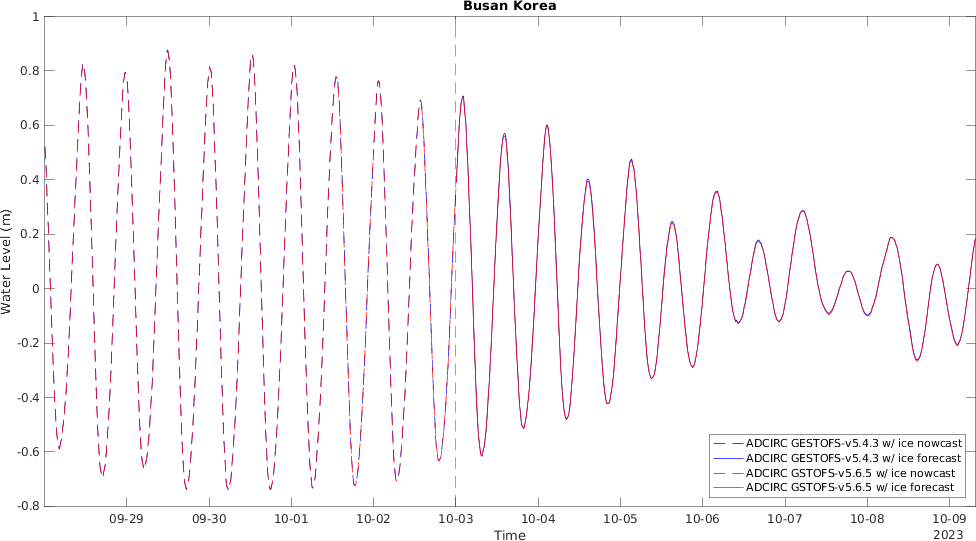 Busan Korea
Water Level (m)
1
0.8
0.6
0.4
0.2
0
-0.2
-0.4
-0.6
-0.8
ADCIRC GESTOFS-v5.4.3 w/ ice nowcast
ADCIRC GESTOFS-v5.4.3 w/ ice forecast
ADCIRC GSTOFS-v5.6.5 w/ ice nowcast
ADCIRC GSTOFS-v5.6.5 w/ ice forecast
09-29 09-30 10-01 10-02 10-03 10-04 10-05 10-06 10-07 10-08 10-09
Time
2023